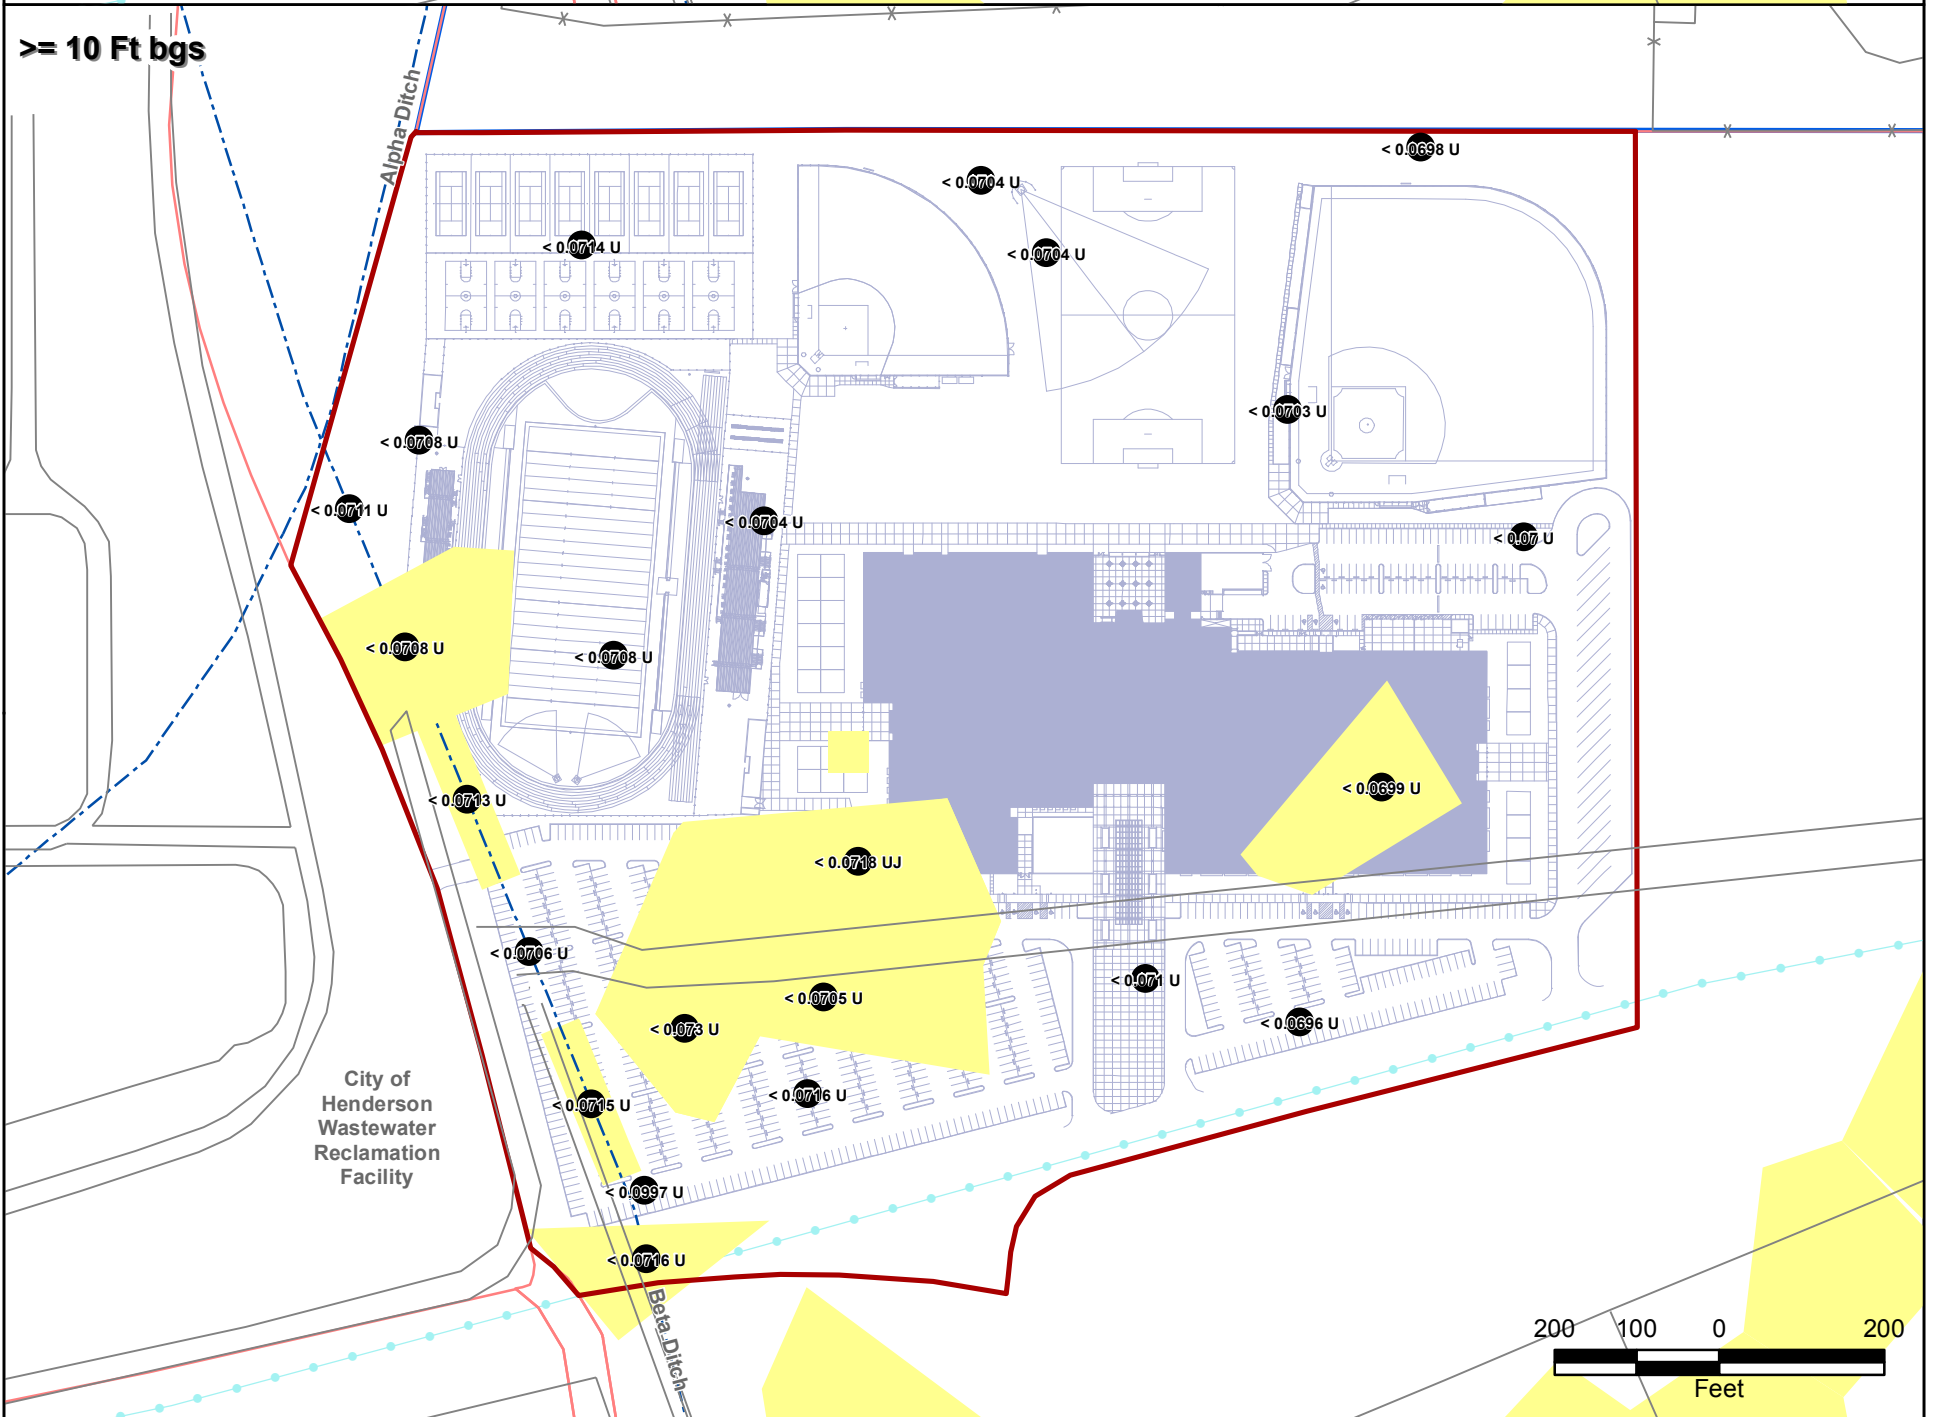 >= 10 Ft bgs
Alpha Ditch
< 0.0698 U
< 0.0704 U
< 0.0714 U
< 0.0704 U
< 0.0703 U
< 0.0708 U
< 0.0711 U
< 0.0704 U
< 0.07 U
< 0.0708 U
< 0.0708 U
< 0.0699 U
< 0.0713 U
< 0.0718 UJ
< 0.0706 U
< 0.071 U
< 0.0705 U
< 0.0696 U
< 0.073 U
City of
Henderson
Wastewater
Reclamation
Facility
< 0.0716 U
< 0.0715 U
< 0.0997 U
< 0.0716 U
Beta Ditch
200 100 0 200
Feet